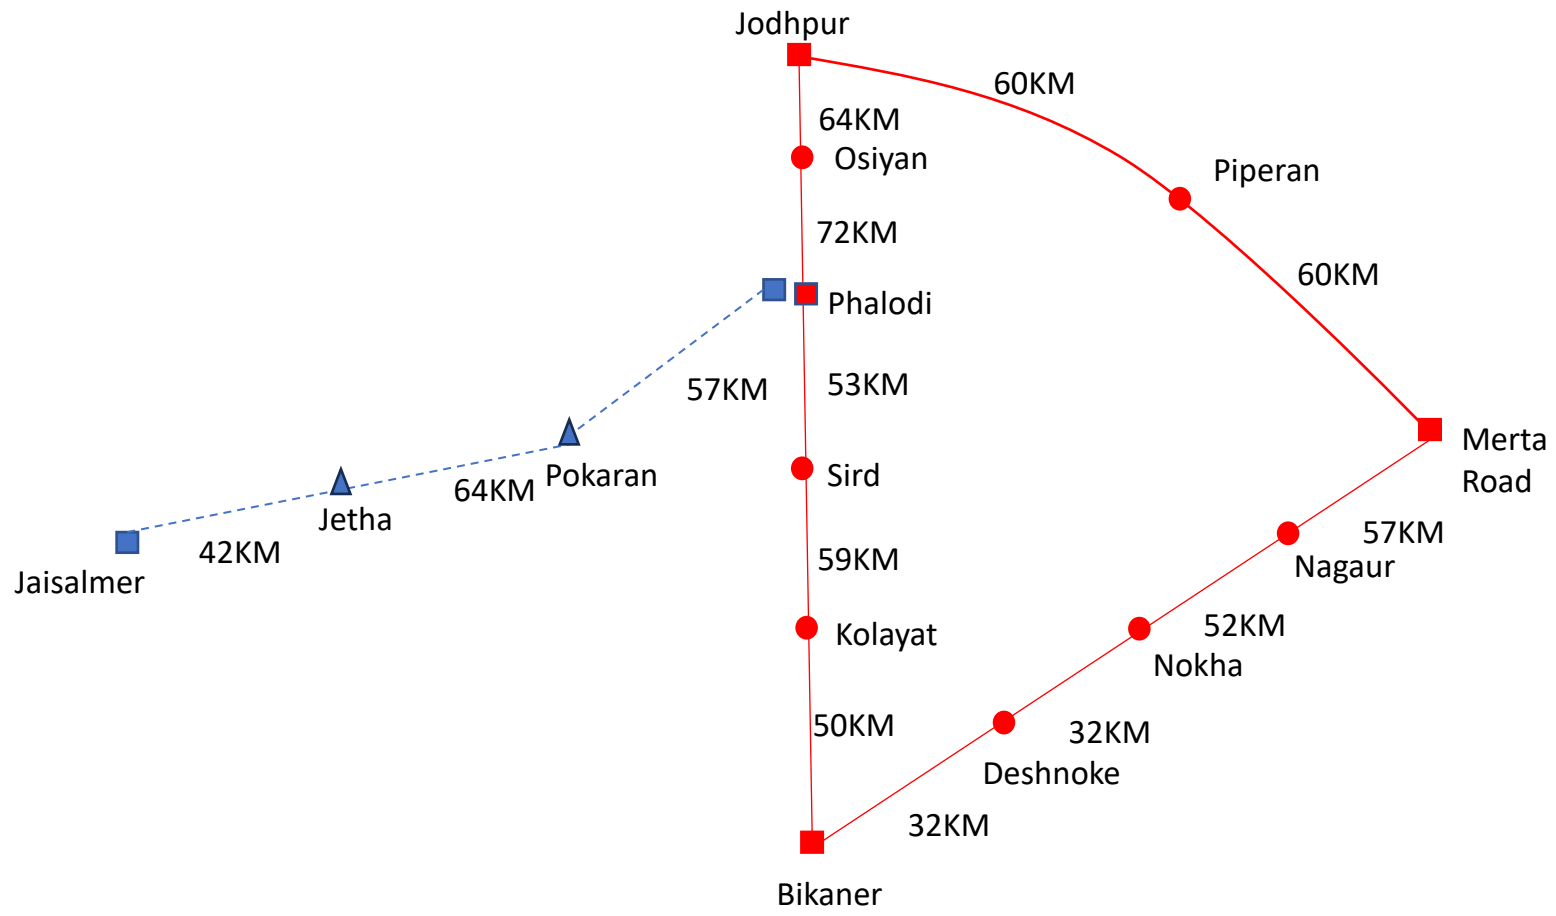 Jodhpur
60KM
64KM
Osiyan
Piperan
72KM
60KM
Phalodi
57KM
53KM
Merta
Road
Pokaran
Sird
64KM
Jetha
42KM
57KM
Jaisalmer
59KM
Nagaur
Kolayat
52KM
Nokha
50KM
32KM
Deshnoke
32KM
Bikaner